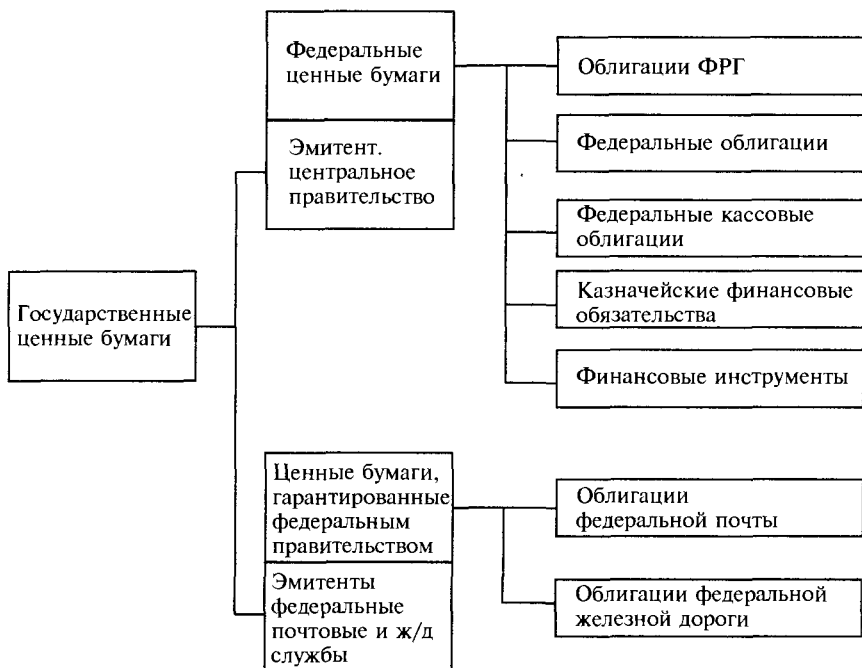 Государственные
ценные бумаги
Федеральные
ценные бумаги
Эмитент.
центральное
правительство
Облигации ФРГ
Федеральные облигации
Федеральные кассовые
облигации
Казначейские финансовые
обязательства
Финансовые инструменты
Ценные бумаги,
гарантированные
федеральным
правительством
Эмитенты
федеральные
почтовые и ж/д
службы
Облигации
федеральной почты
Облигации федеральной
железной дороги